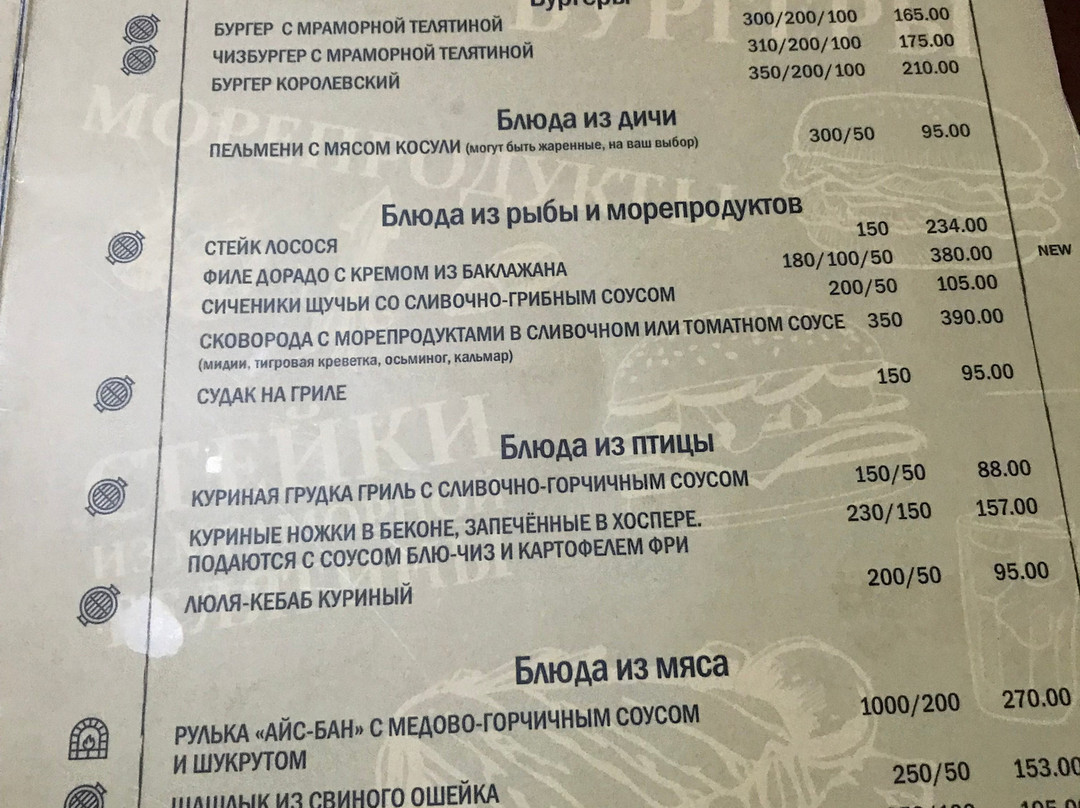 Бургеры
БУРГЕР С МРАМОРНОЙ ТЕЛЯТИНОЙ 300/200/100 165.00
ЧИЗБУРГЕР С МРАМОРНОЙ ТЕЛЯТИНОЙ 310/200/100 175.00
БУРГЕР КОРОЛЕВСКИЙ 350/200/100 210.00
Блюда из дичи
ПЕЛЬМЕНИ С МЯСОМ КОСУЛИ (могут быть жаренные, на ваш выбор) 300/50 95.00
МОРЕПРОДУКТЫ
Блюда из рыбы и морепродуктов
СТЕЙК ЛОСОСЯ 150 234.00
ФИЛЕ ДОРАДО С КРЕМОМ ИЗ БАКЛАЖАНА 180/100/50 380.00 NEW
СИЧЕНИКИ ЩУЧЬИ СО СЛИВОЧНО-ГРИБНЫМ СОУСОМ 200/50 105.00
СКОВОРОДА С МОРЕПРОДУКТАМИ В СЛИВОЧНОМ ИЛИ ТОМАТНОМ СОУСЕ 350 390.00
(мидии, тигровая креветка, осьминог, кальмар)
СУДАК НА ГРИЛЕ 150 95.00
СТЕЙКИ
Блюда из птицы
КУРИНАЯ ГРУДКА ГРИЛЬ С СЛИВОЧНО-ГОРЧИЧНЫМ СОУСОМ 150/50 88.00
КУРИНЫЕ НОЖКИ В БЕКОНЕ, ЗАПЕЧЁННЫЕ В ХОСПЕРЕ. 230/150 157.00
ПОДАЮТСЯ С СОУСОМ БЛЮ-ЧИЗ И КАРТОФЕЛЕМ ФРИ
ЛЮЛЯ-КЕБАБ КУРИНЫЙ 200/50 95.00
Блюда из мяса
РУЛЬКА «АЙС-БАН» С МЕДОВО-ГОРЧИЧНЫМ СОУСОМ 1000/200 270.00
И ШУКРУТОМ
ШАШЛЫК ИЗ СВИНОГО ОШЕЙКА 250/50 153.00